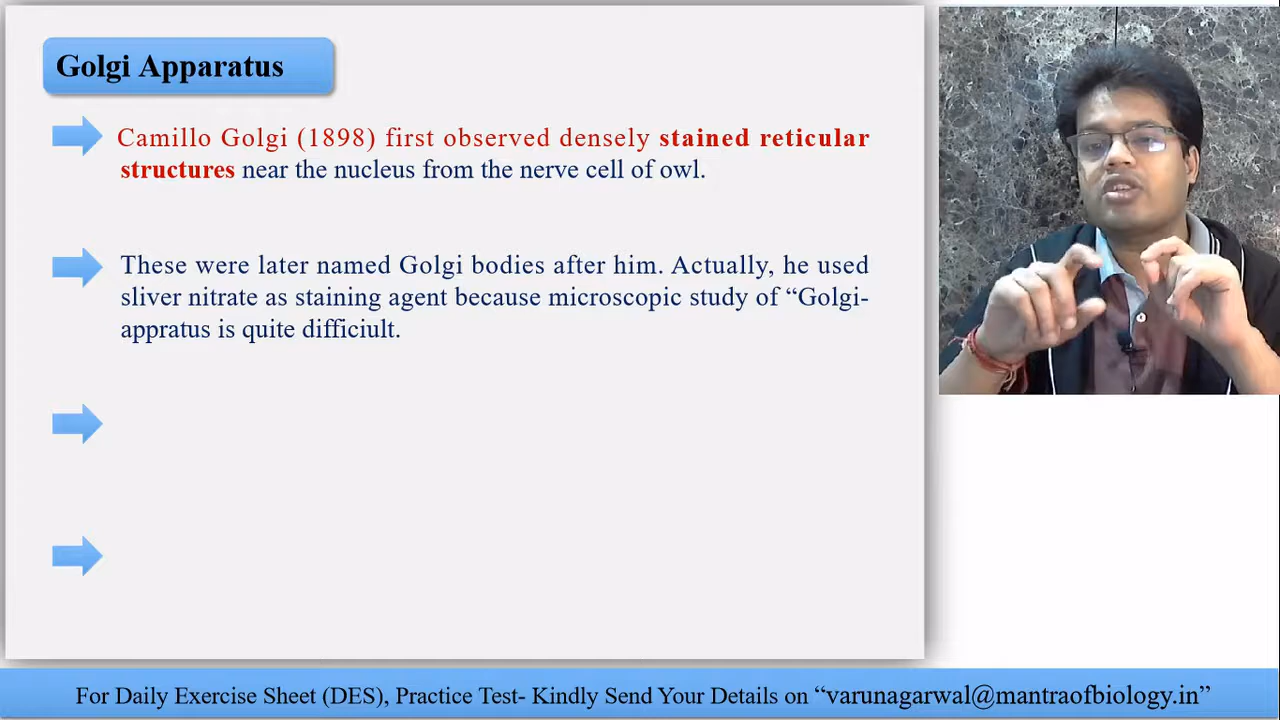 Golgi Apparatus
Camillo Golgi (1898) first observed densely stained reticular
structures near the nucleus from the nerve cell of owl.
These were later named Golgi bodies after him. Actually, he used
sliver nitrate as staining agent because microscopic study of “Golgi-
appratus is quite difficiult.
For Daily Exercise Sheet (DES), Practice Test- Kindly Send Your Details on “varunagarwal@mantraofbiology.in”